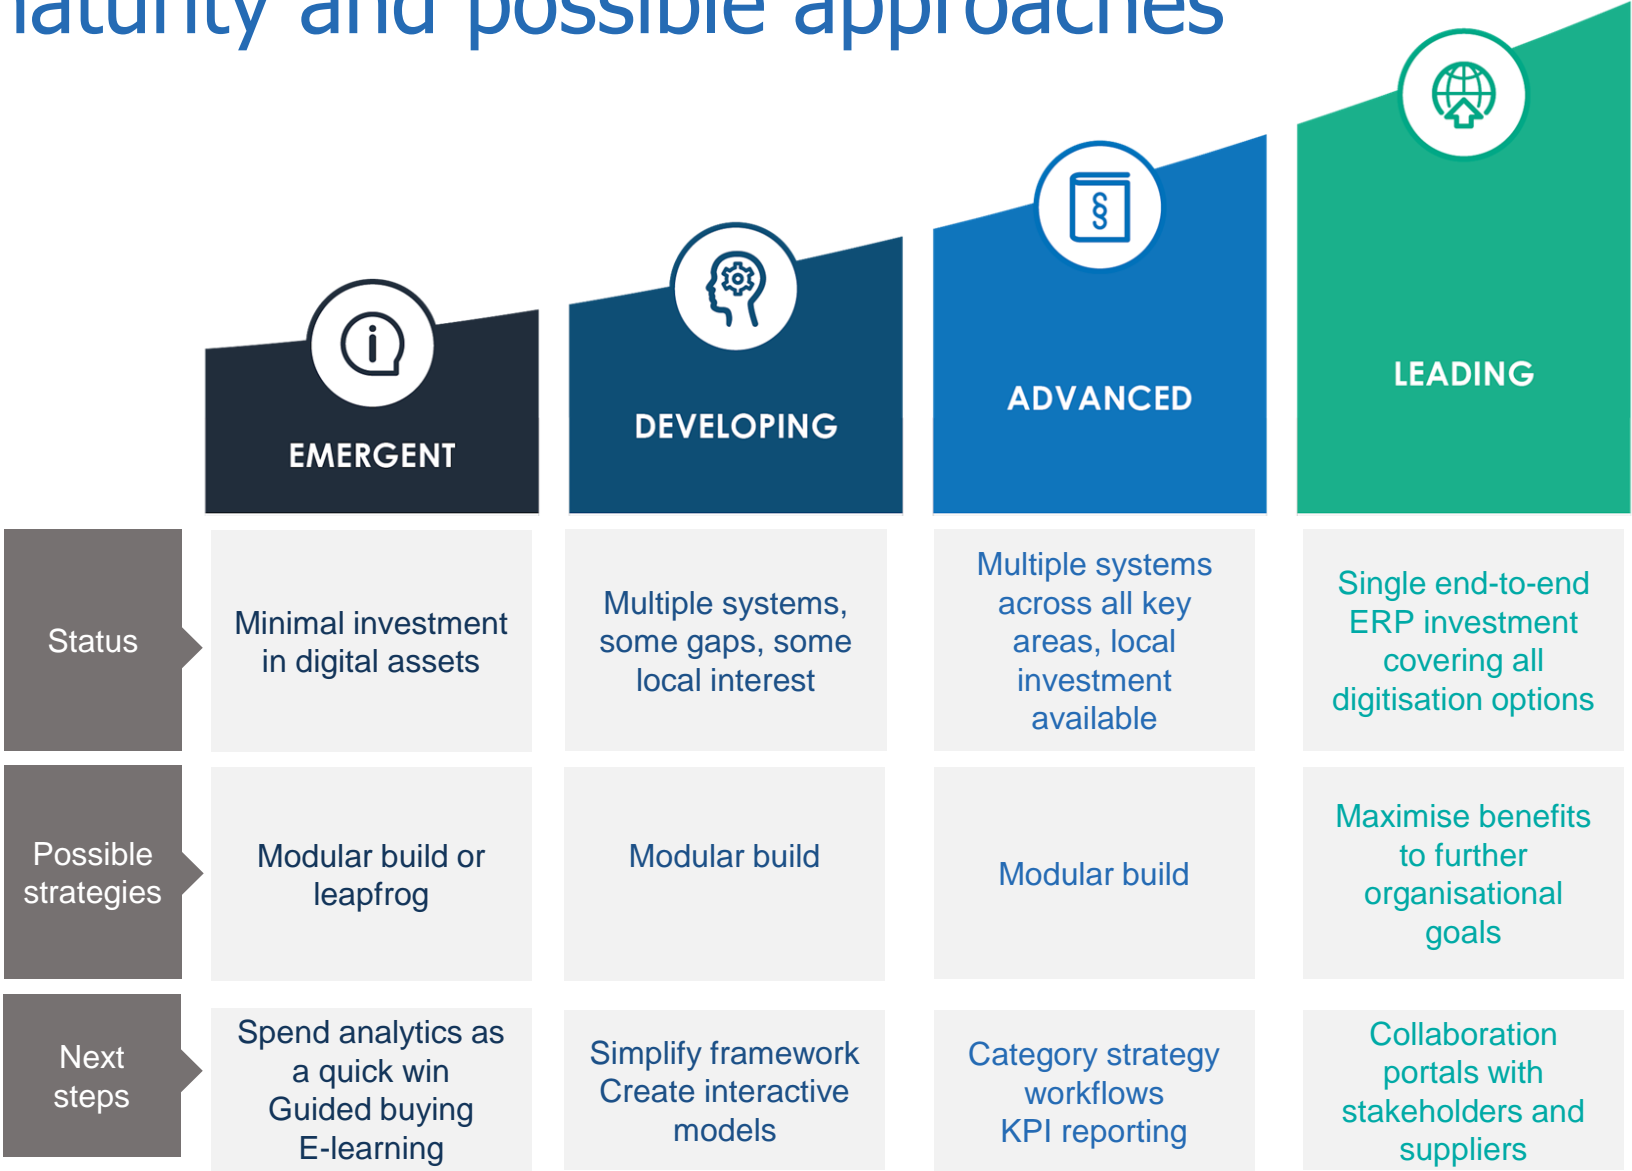 maturity and possible approaches
EMERGENT
DEVELOPING
ADVANCED
LEADING
Status
Minimal investment
in digital assets
Multiple systems,
some gaps, some
local interest
Multiple systems
across all key
areas, local
investment
available
Single end-to-end
ERP investment
covering all
digitisation options
Possible
strategies
Modular build or
leapfrog
Modular build
Modular build
Maximise benefits
to further
organisational
goals
Next
steps
Spend analytics as
a quick win
Guided buying
E-learning
Simplify framework
Create interactive
models
Category strategy
workflows
KPI reporting
Collaboration
portals with
stakeholders and
suppliers